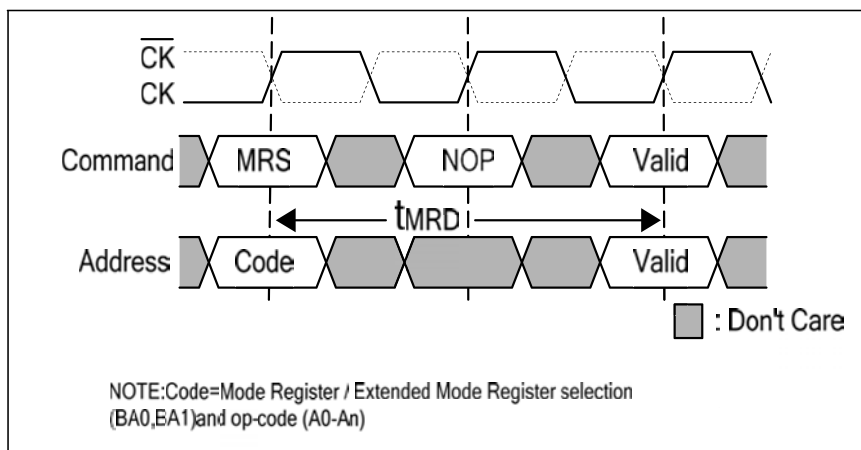 CK
CK
Command MRS NOP Valid
tMRD
Address Code Valid
: Don't Care
NOTE:Code=Mode Register / Extended Mode Register selection
(BA0,BA1)and op-code (A0-An)